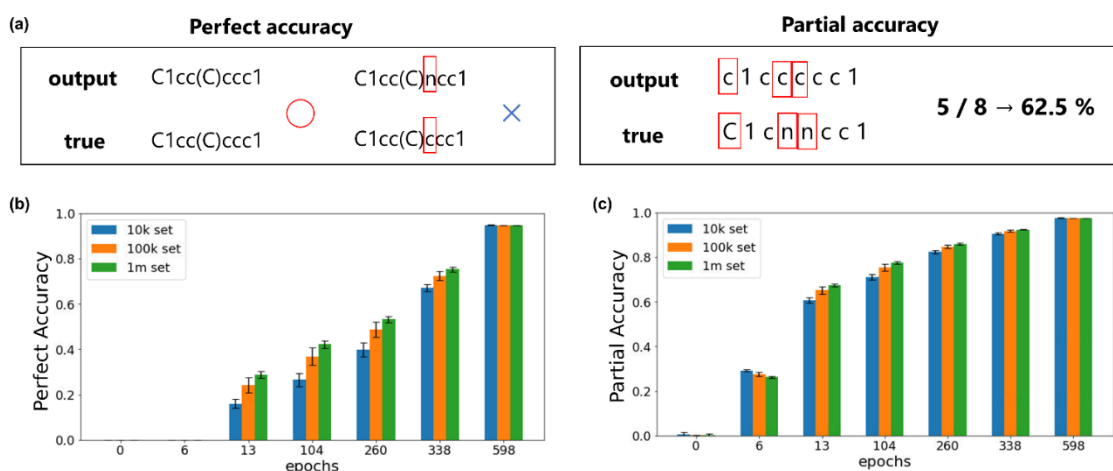 (a)
Perfect accuracy
output C1cc(C)ccc1 C1cc(C)ncc1
true C1cc(C)ccc1 C1cc(C)cccc1
Partial accuracy
output c 1 c c c c c 1
true C 1 c n n c c 1
5 / 8 → 62.5 %
(b)
1.0
0.8
0.6
0.4
0.2
0.0
Perfect Accuracy
10k set
100k set
1m set
0 6 13 104 260 338 598
epochs
(c)
1.0
0.8
0.6
0.4
0.2
0.0
Partial Accuracy
10k set
100k set
1m set
0 6 13 104 260 338 598
epochs